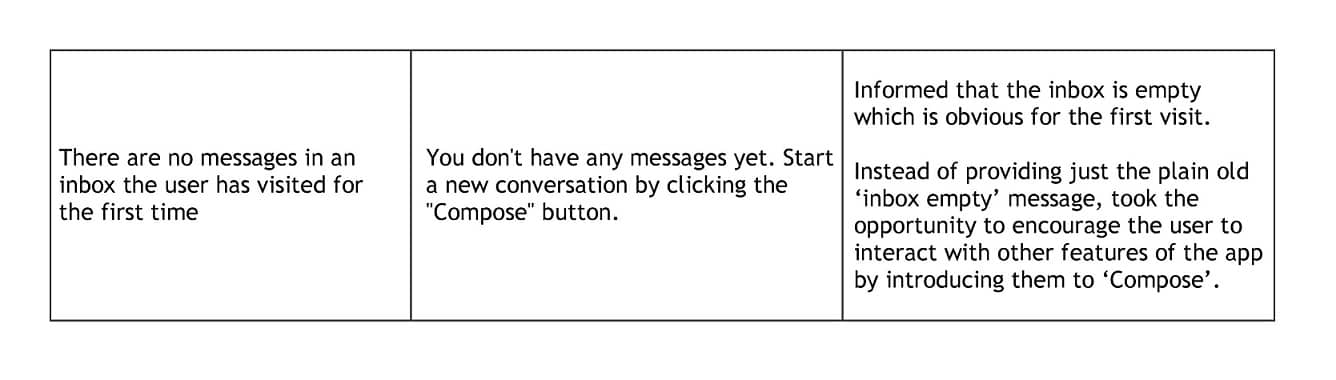 There are no messages in an
inbox the user has visited for
the first time
You don't have any messages yet. Start
a new conversation by clicking the
"Compose" button.
Informed that the inbox is empty
which is obvious for the first visit.
Instead of providing just the plain old
‘inbox empty’ message, took the
opportunity to encourage the user to
interact with other features of the app
by introducing them to ‘Compose’.